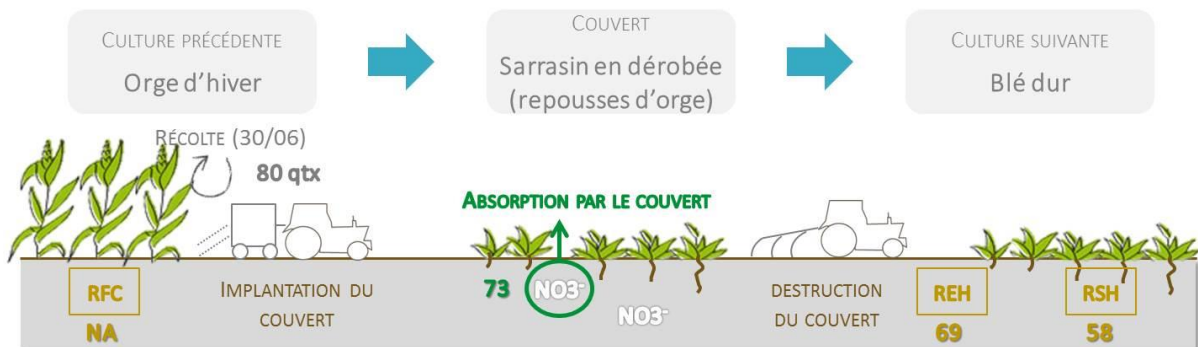 CULTURE PRÉCÉDENTE
Orge d'hiver
COUVERT
Sarrasin en dérobée
(repousses d'orge)
CULTURE SUIVANTE
Blé dur
RÉCOLTE (30/06)
80 qtx
ABSORPTION PAR LE COUVERT
RFC
NA
IMPLANTATION DU
COUVERT
73
NO3-
NO3-
DESTRUCTION
DU COUVERT
REH
69
RSH
58